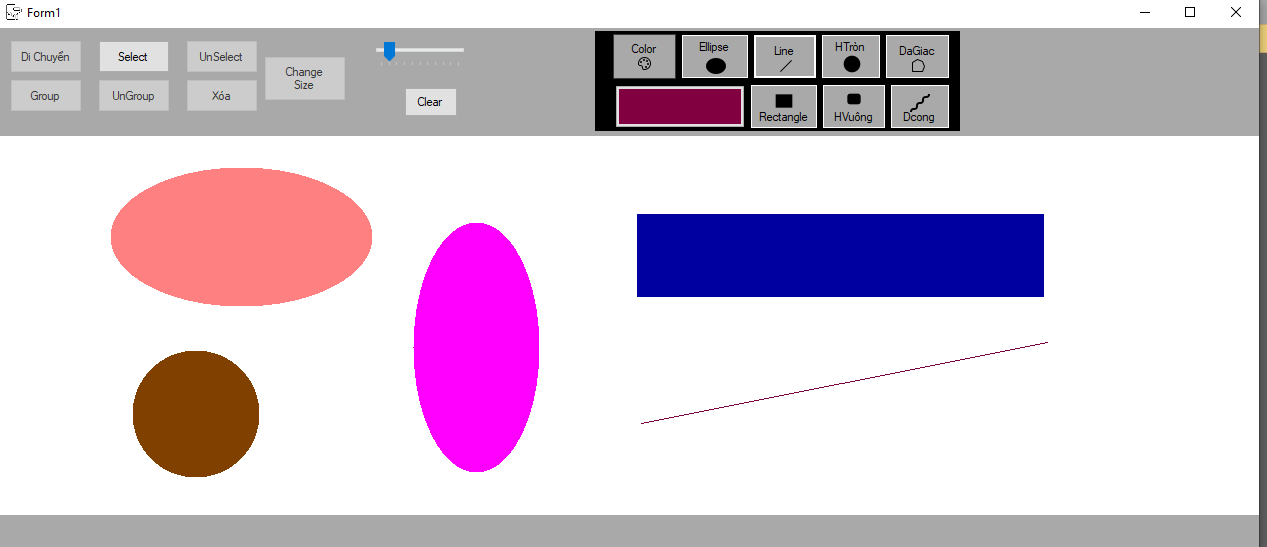 Form1
Di Chuyển
Select
UnSelect
Change
Size
Group
UnGroup
Xóa
Clear
Color
Ellipse
Line
HTròn
DaGiac
Rectangle
HVuông
Dcong